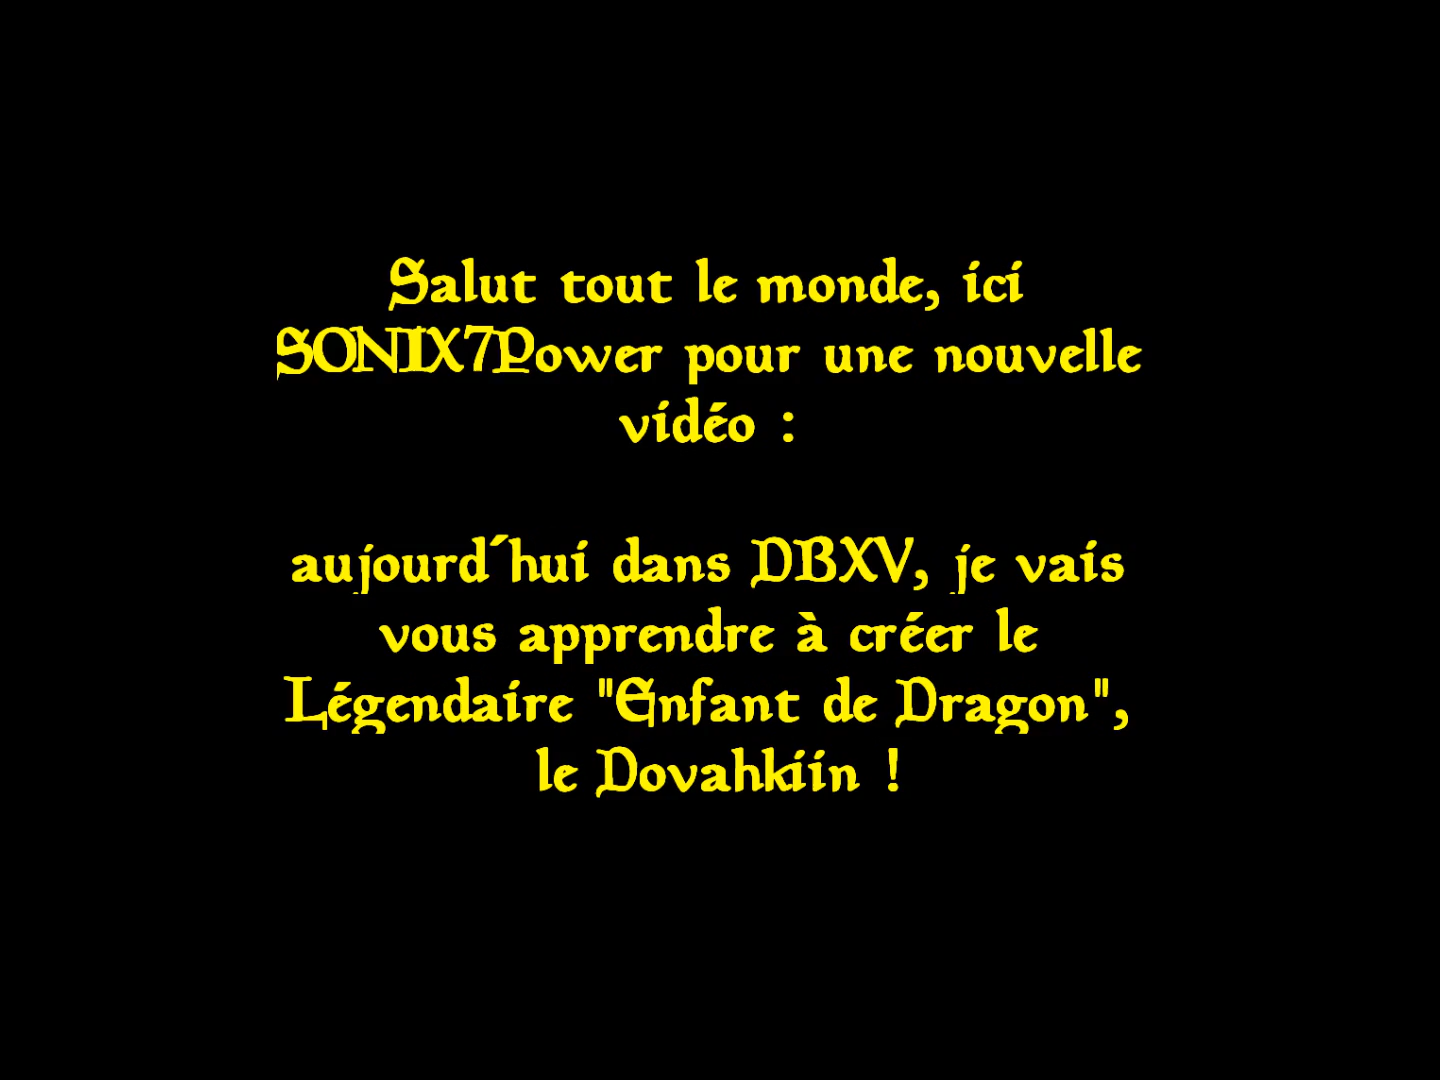 Salut tout le monde, ici
SONIX7Power pour une nouvelle
vidéo :
aujourd´hui dans DBXV, je vais
vous apprendre à créer le
Légendaire "Enfant de Dragon",
le Dovahkiin !